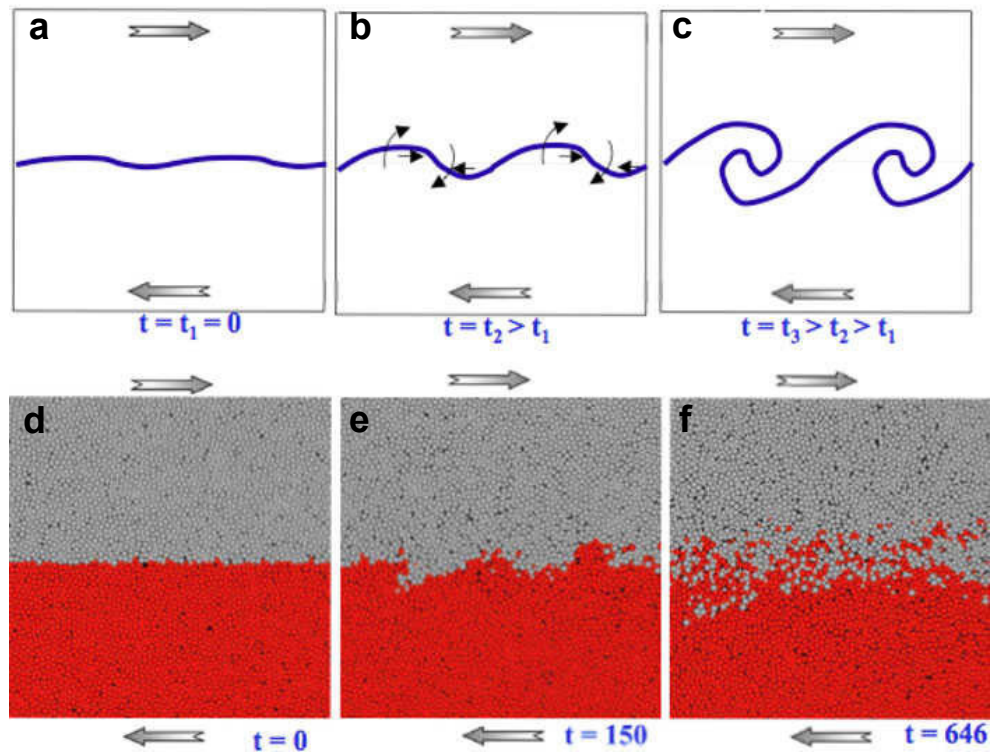 a b c
t = t₁ = 0 t = t₂ > t₁ t = t₃ > t₂ > t₁
d e f
t = 0 t = 150 t = 646